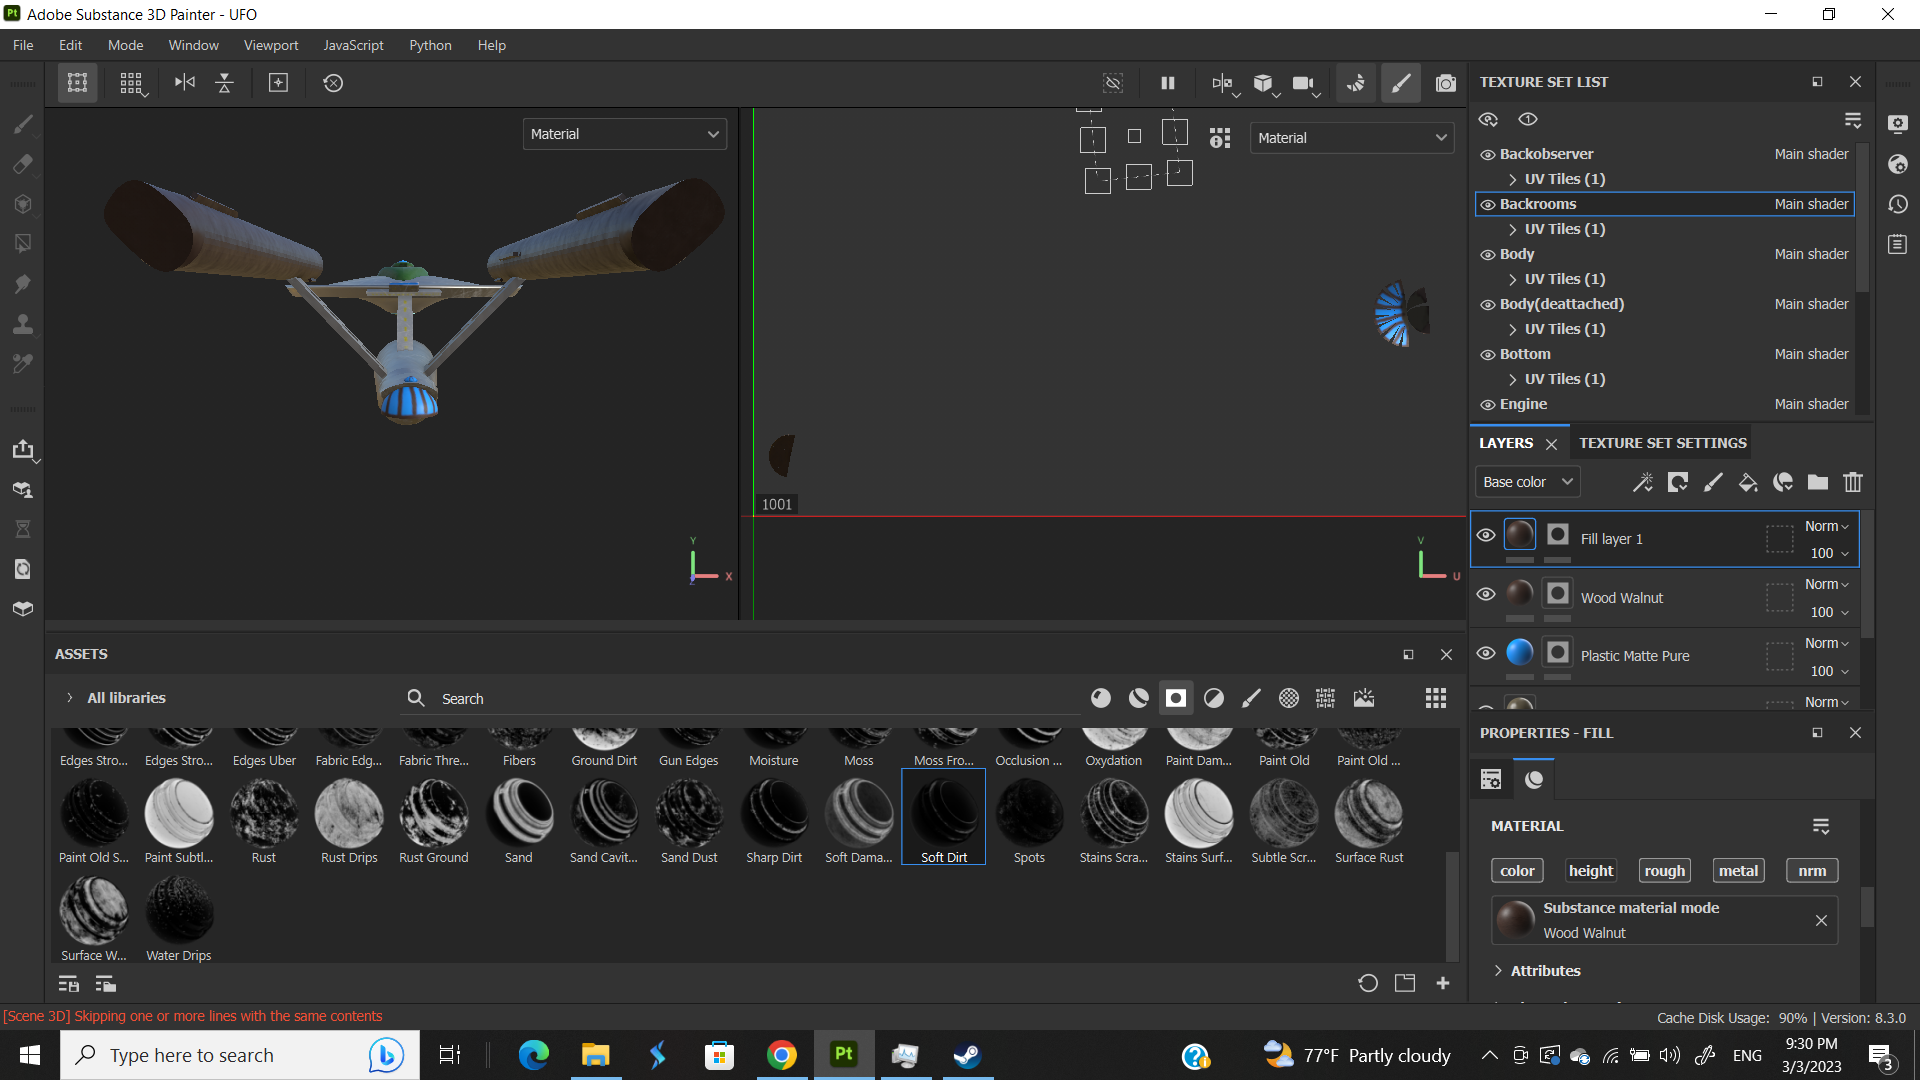 Pt Adobe Substance 3D Painter - UFO
File Edit Mode Window Viewport JavaScript Python Help
Material
Material
1001
Y
X
Z
V
U
TEXTURE SET LIST
Backobserver Main shader
UV Tiles (1)
Backrooms Main shader
UV Tiles (1)
Body Main shader
UV Tiles (1)
Body(deattached) Main shader
UV Tiles (1)
Bottom Main shader
UV Tiles (1)
Engine Main shader
LAYERS TEXTURE SET SETTINGS
Base color
Fill layer 1 Norm
100
Wood Walnut Norm
100
Plastic Matte Pure Norm
100
Norm
PROPERTIES - FILL
MATERIAL
color height rough metal nrm
Substance material mode
Wood Walnut
Attributes
ASSETS
All libraries Search
Edges Stro... Edges Stro... Edges Uber Fabric Edg... Fabric Thre... Fibers Ground Dirt Gun Edges Moisture Moss Moss Fro... Occlusion ... Oxydation Paint Dam... Paint Old Paint Old ...
Paint Old S... Paint Subtl... Rust Rust Drips Rust Ground Sand Sand Cavit... Sand Dust Sharp Dirt Soft Dama... Soft Dirt Spots Stains Scra... Stains Surf... Subtle Scr... Surface Rust
Surface W... Water Drips
[Scene 3D] Skipping one or more lines with the same contents
Cache Disk Usage: 90% | Version: 8.3.0
Type here to search
Pt
77°F Partly cloudy
ENG
9:30 PM
3/3/2023
3